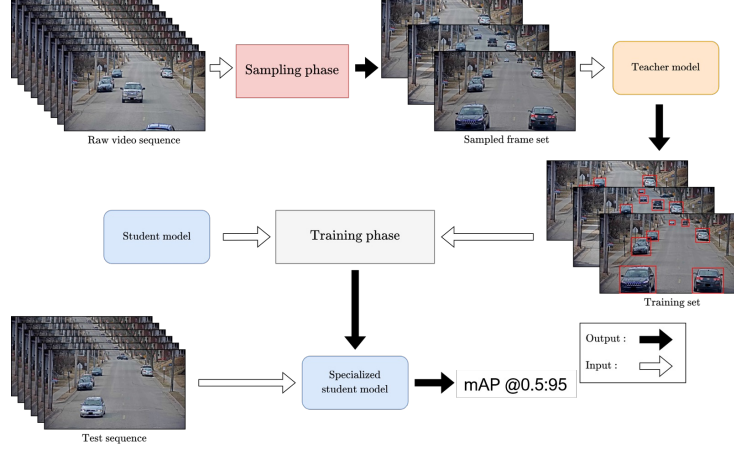 Sampling phase
Teacher model
Raw video sequence
Sampled frame set
Student model
Training phase
Training set
Output :
Input :
Specialized
student model
mAP @0.5:95
Test sequence